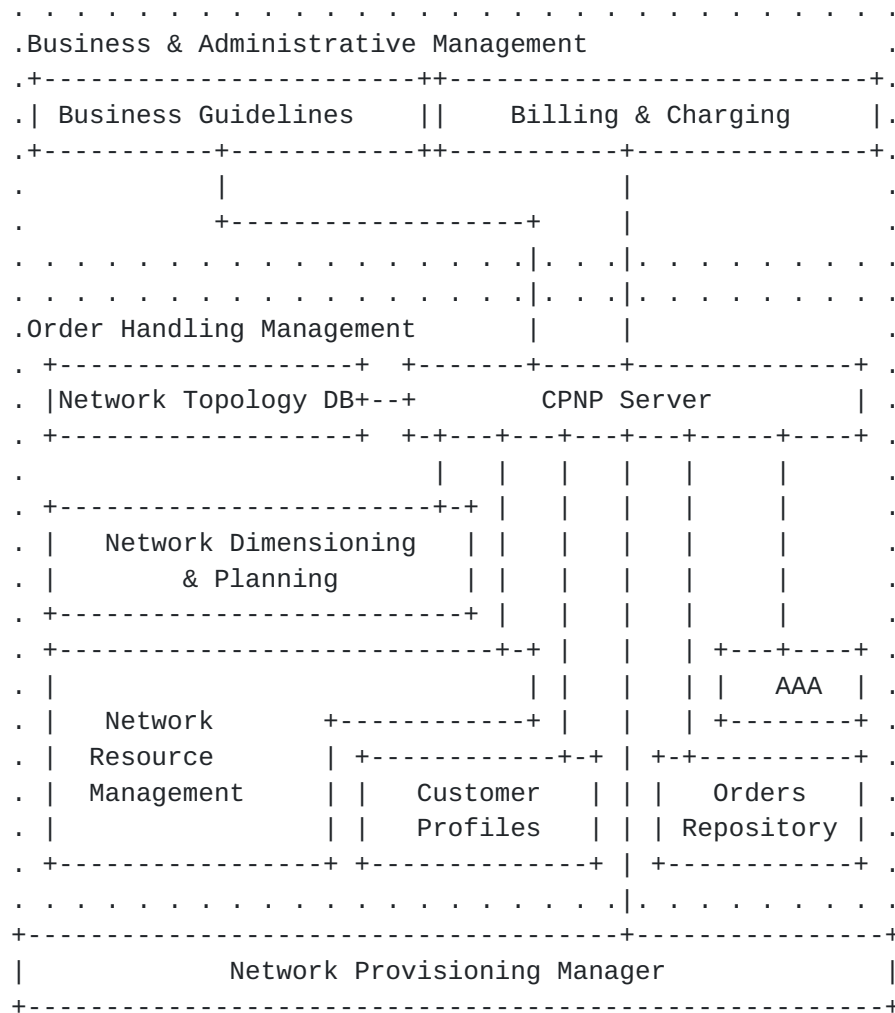 Business & Administrative Management
Business Guidelines
Billing & Charging
Order Handling Management
Network Topology DB
CPNP Server
Network Dimensioning
& Planning
AAA
Network
Resource
Management
Customer
Profiles
Orders
Repository
Network Provisioning Manager